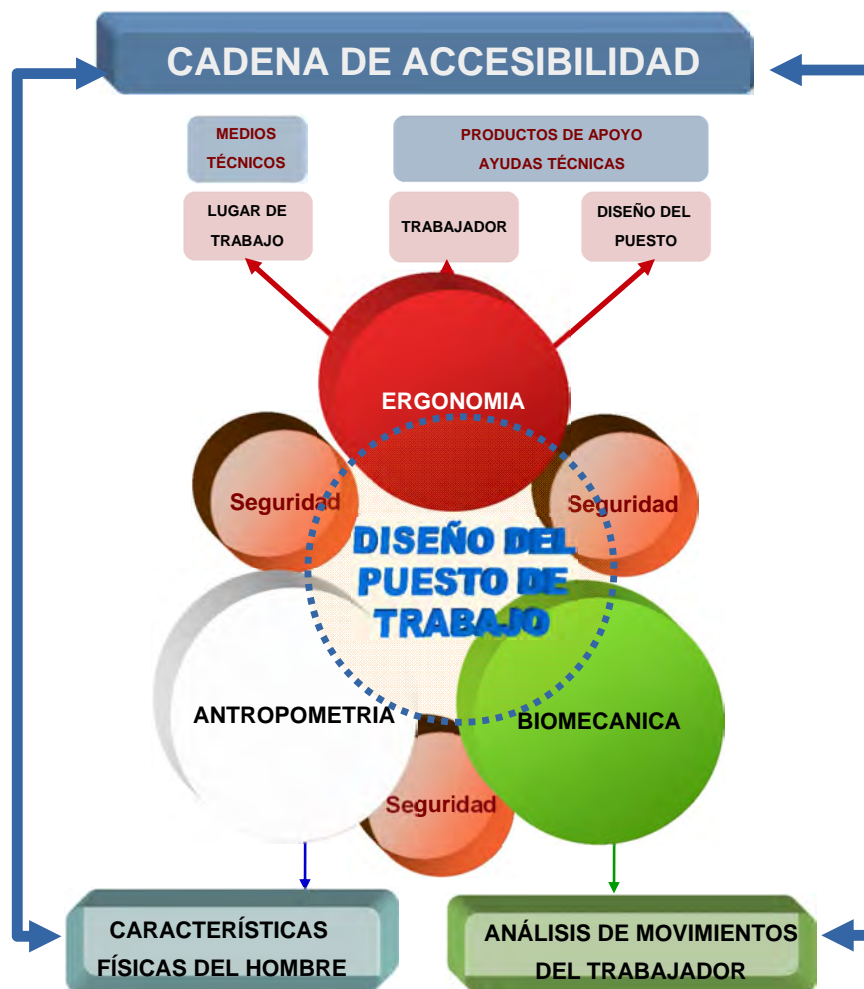 CADENA DE ACCESIBILIDAD
MEDIOS
TÉCNICOS
PRODUCTOS DE APOYO
AYUDAS TÉCNICAS
LUGAR DE
TRABAJO
TRABAJADOR
DISEÑO DEL
PUESTO
ERGONOMIA
Seguridad
Seguridad
DISEÑO DEL
PUESTO DE
TRABAJO
ANTROPOMETRIA
BIOMECANICA
Seguridad
CARACTERÍSTICAS
FÍSICAS DEL HOMBRE
ANÁLISIS DE MOVIMIENTOS
DEL TRABAJADOR